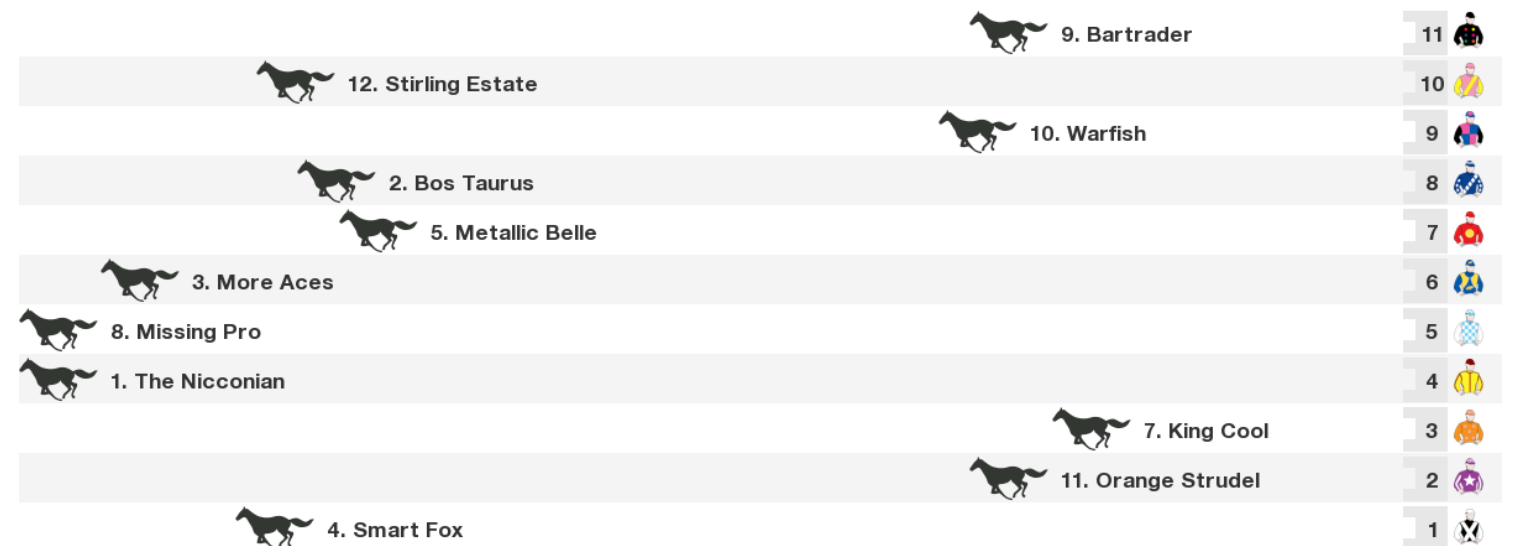 9. Bartrader 11
12. Stirling Estate 10
10. Warfish 9
2. Bos Taurus 8
5. Metallic Belle 7
3. More Aces 6
8. Missing Pro 5
1. The Nicconian 4
7. King Cool 3
11. Orange Strudel 2
4. Smart Fox 1